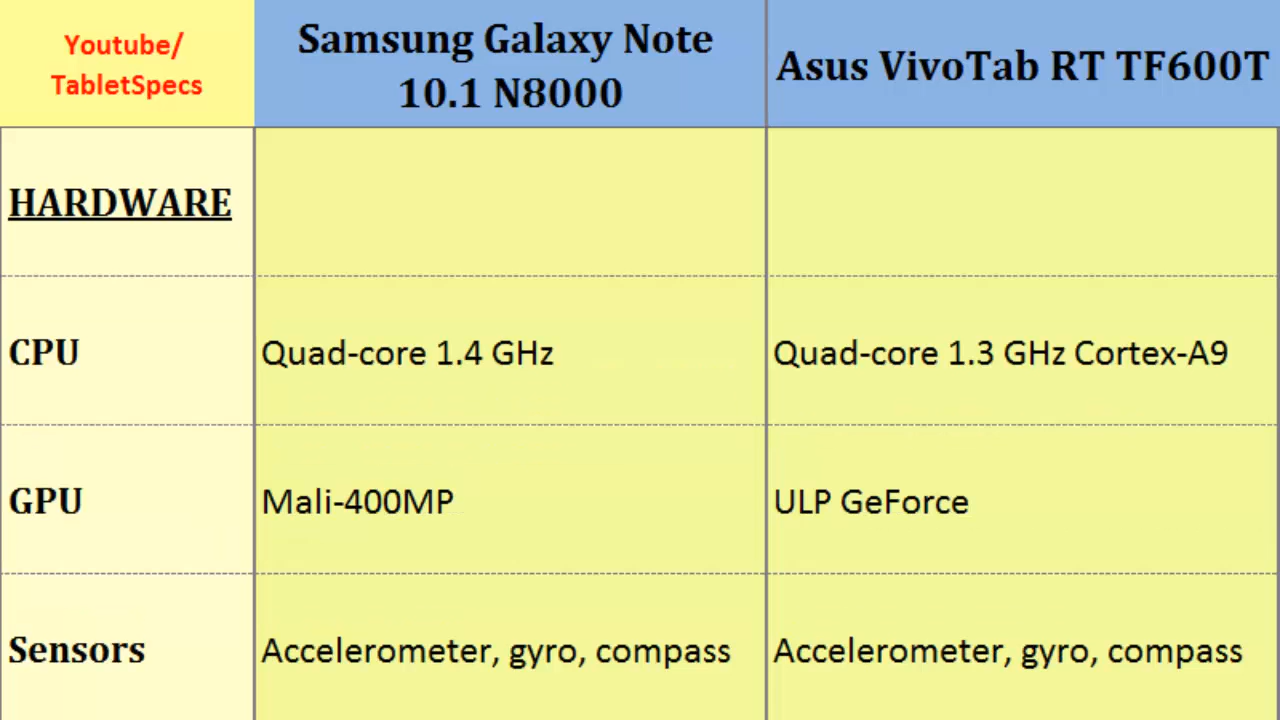 Youtube/
TabletSpecs
Samsung Galaxy Note
10.1 N8000
Asus VivoTab RT TF600T
HARDWARE
CPU
Quad-core 1.4 GHz
Quad-core 1.3 GHz Cortex-A9
GPU
Mali-400MP
ULP GeForce
Sensors
Accelerometer, gyro, compass
Accelerometer, gyro, compass